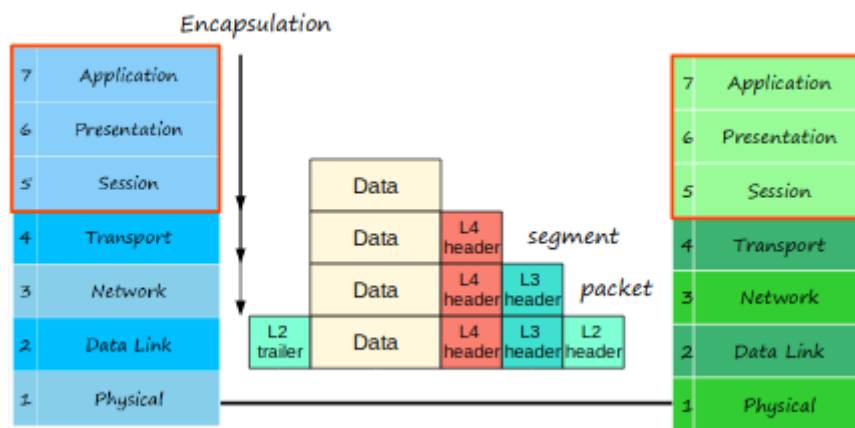 Encapsulation
7 Application
6 Presentation
5 Session
4 Transport
3 Network
2 Data Link
1 Physical
Data
Data L4 header segment
Data L4 header L3 header packet
L2 trailer Data L4 header L3 header L2 header
7 Application
6 Presentation
5 Session
4 Transport
3 Network
2 Data Link
1 Physical